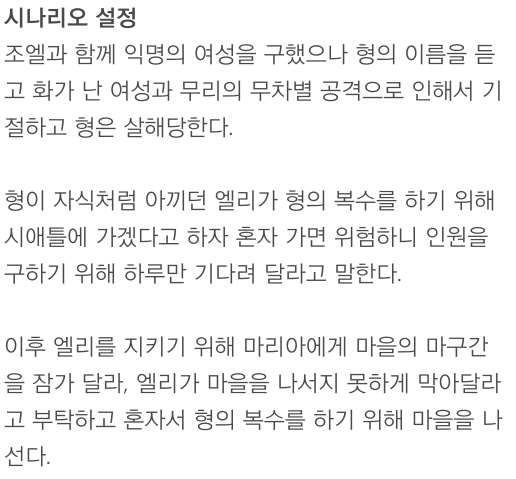 시나리오 설정
조엘과 함께 익명의 여성을 구했으나 형의 이름을 듣
고 화가 난 여성과 무리의 무차별 공격으로 인해서 기
절하고 형은 살해당한다.
형이 자식처럼 아끼던 엘리가 형의 복수를 하기 위해
시애틀에 가겠다고 하자 혼자 가면 위험하니 인원을
구하기 위해 하루만 기다려 달라고 말한다.
이후 엘리를 지키기 위해 마리아에게 마을의 마구간
을 잠가 달라, 엘리가 마을을 나서지 못하게 막아달라
고 부탁하고 혼자서 형의 복수를 하기 위해 마을을 나
선다.